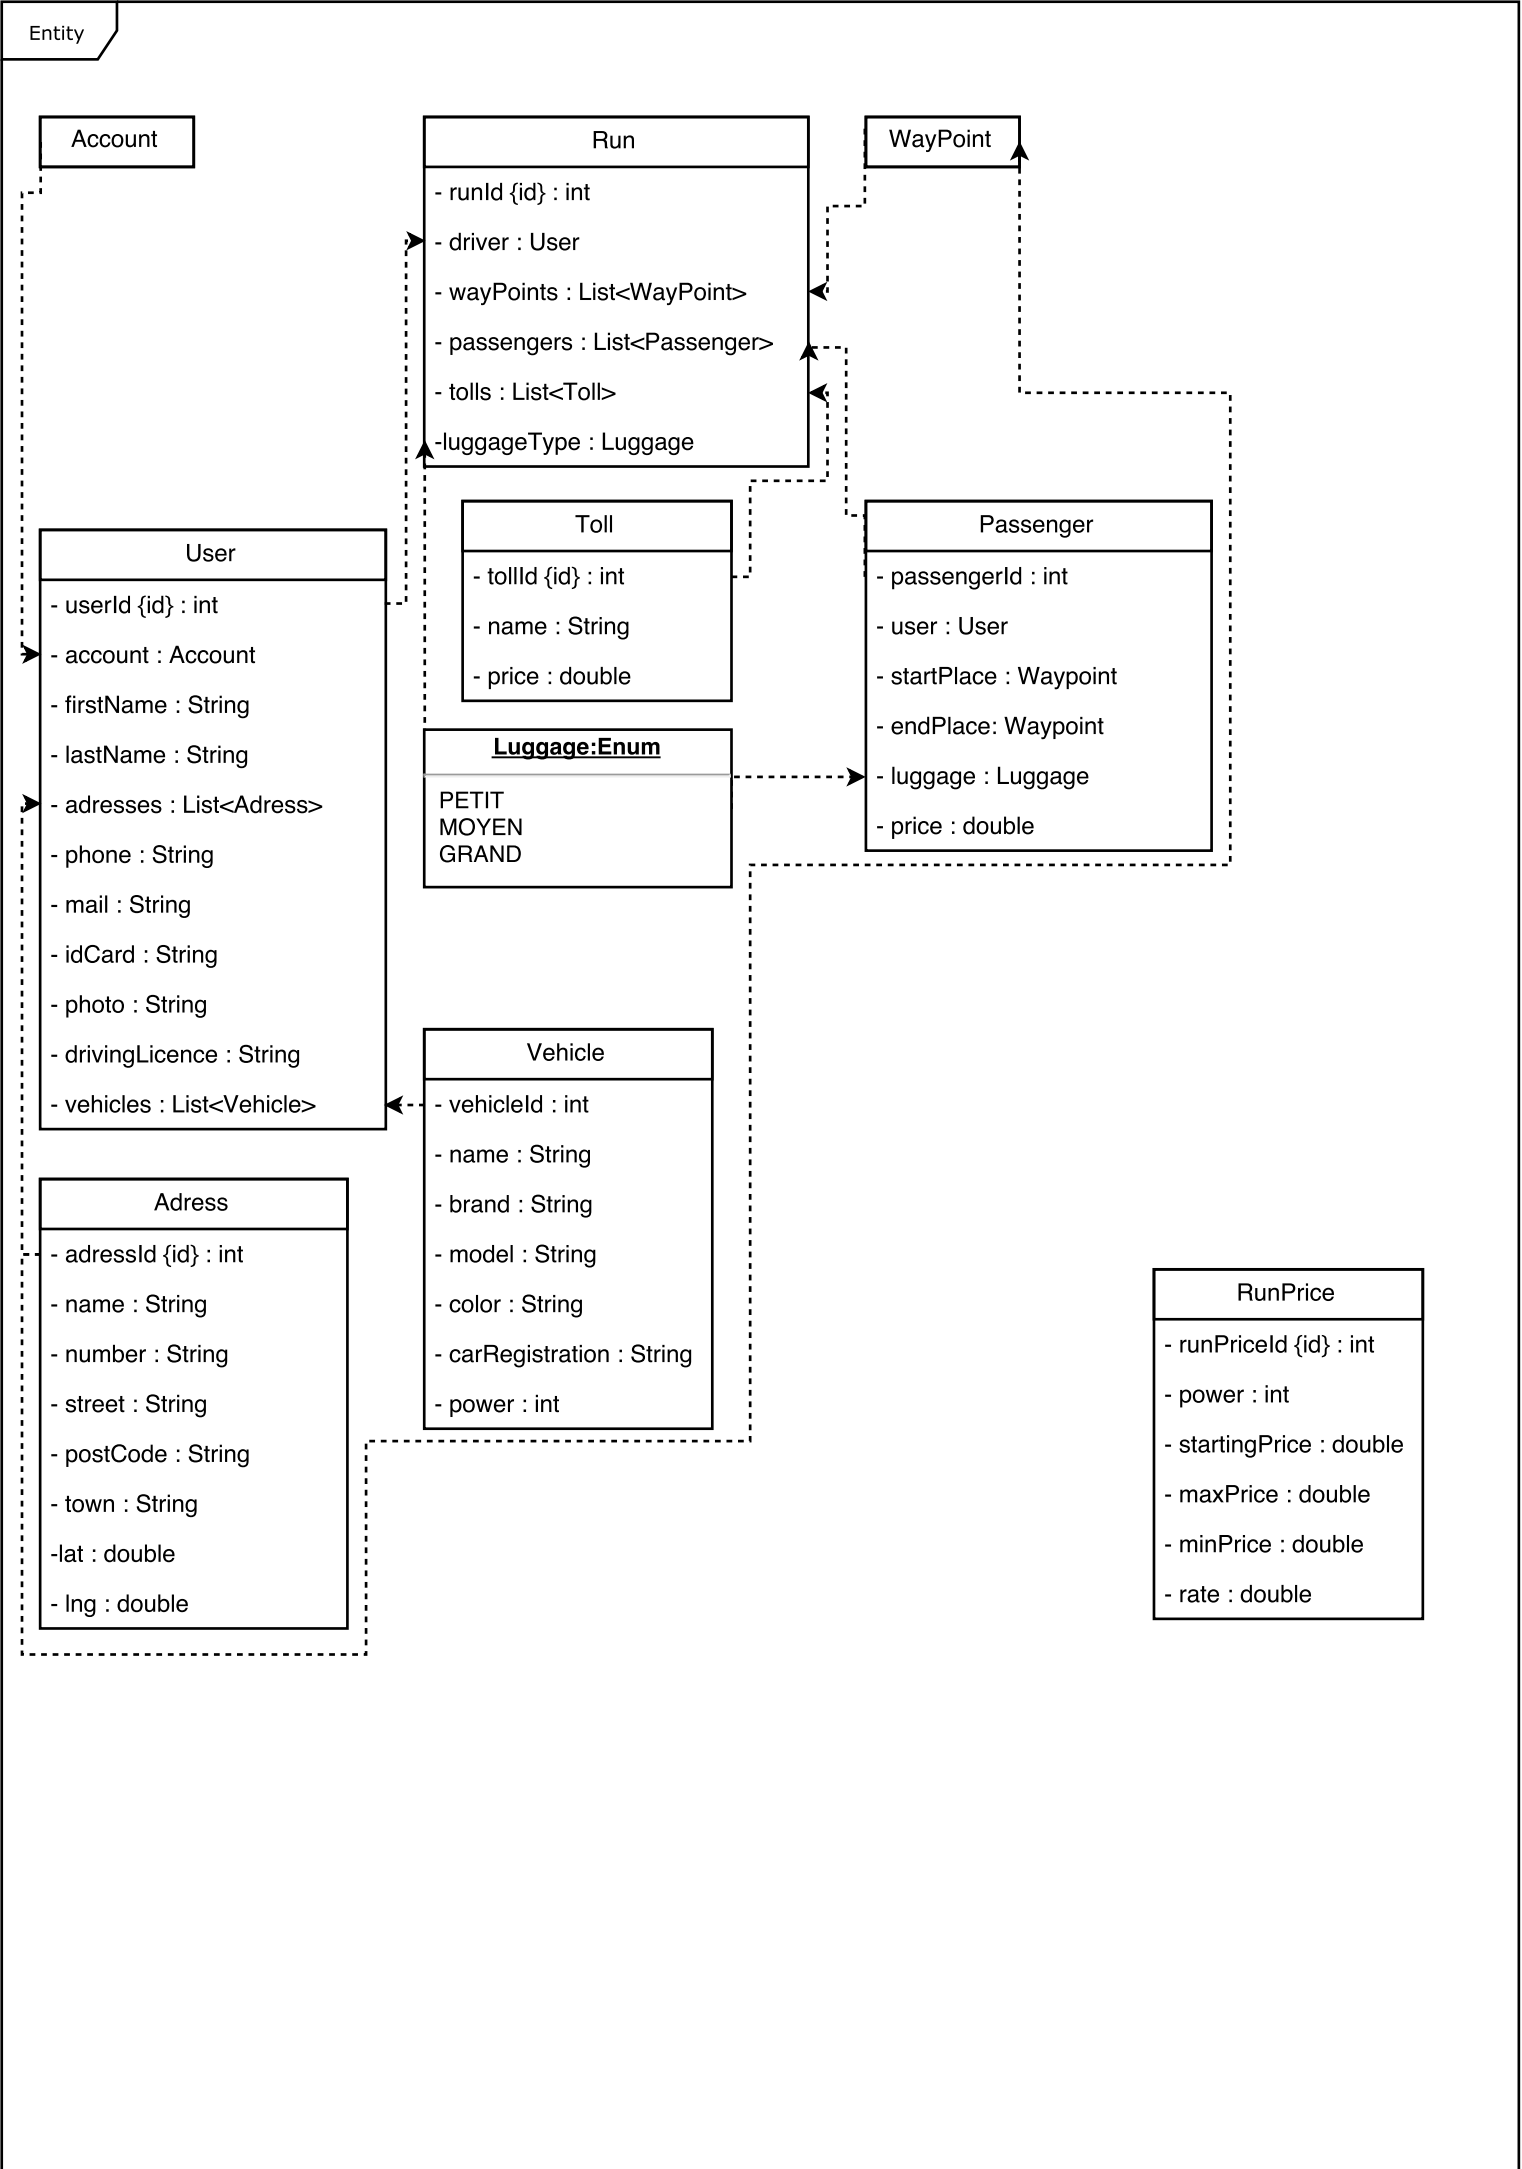 Entity
Account
Run
- runId {id} : int
- driver : User
- wayPoints : List<WayPoint>
- passengers : List<Passenger>
- tolls : List<Toll>
-luggageType : Luggage
WayPoint
User
- userId {id} : int
- account : Account
- firstName : String
- lastName : String
- adresses : List<Adress>
- phone : String
- mail : String
- idCard : String
- photo : String
- drivingLicence : String
- vehicles : List<Vehicle>
Toll
- tollId {id} : int
- name : String
- price : double
Passenger
- passengerId : int
- user : User
- startPlace : Waypoint
- endPlace: Waypoint
- luggage : Luggage
- price : double
Luggage:Enum
PETIT
MOYEN
GRAND
Vehicle
- vehicleId : int
- name : String
- brand : String
- model : String
- color : String
- carRegistration : String
- power : int
Adress
- adressId {id} : int
- name : String
- number : String
- street : String
- postCode : String
- town : String
-lat : double
- lng : double
RunPrice
- runPriceId {id} : int
- power : int
- startingPrice : double
- maxPrice : double
- minPrice : double
- rate : double